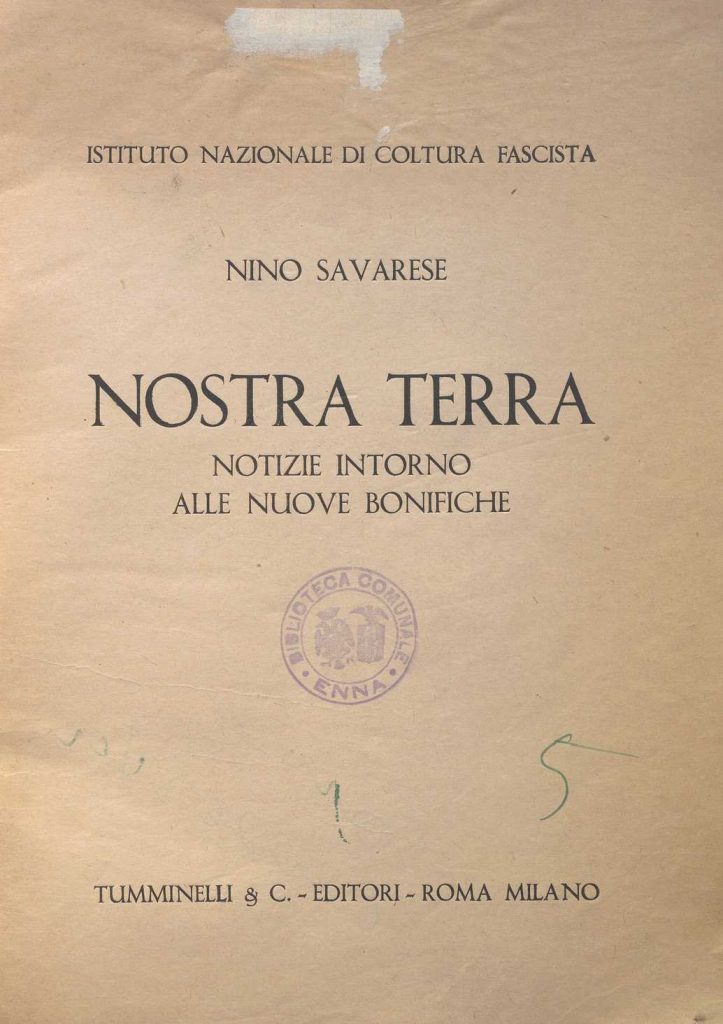 ISTITUTO NAZIONALE DI COLTURA FASCISTA
NINO SAVARESE
NOSTRA TERRA
NOTIZIE INTORNO
ALLE NUOVE BONIFICHE
BIBLIOTECA COMUNALE
• ENNA •
5
TUMMINELLI & C. - EDITORI - ROMA MILANO